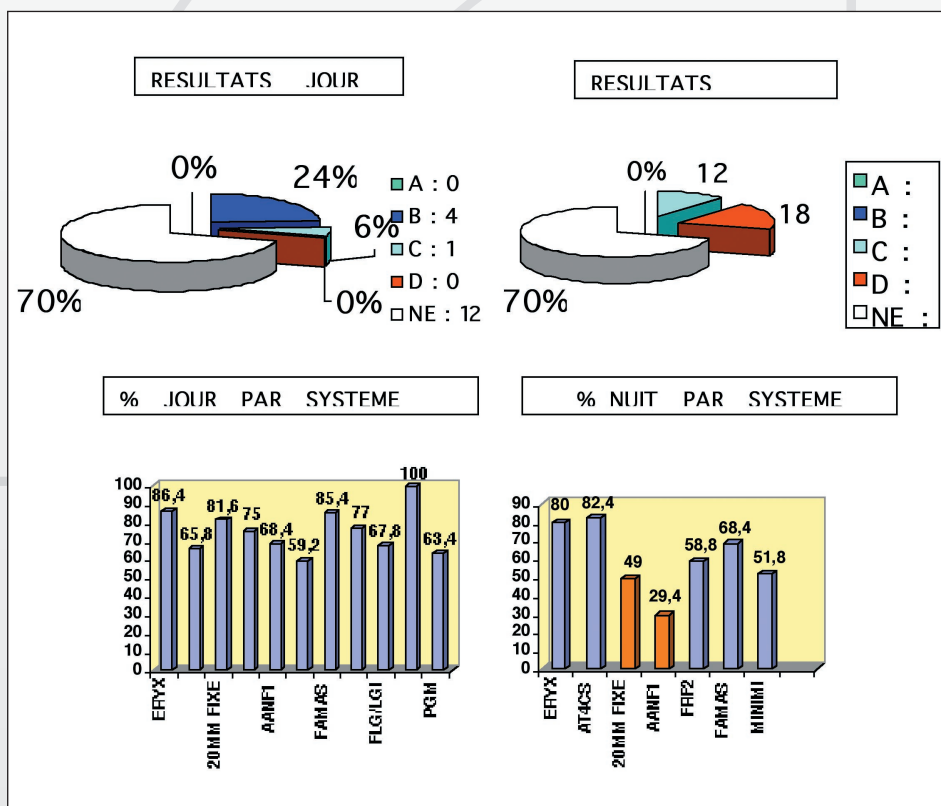 RESULTATS JOUR
0%
24%
6%
0%
70%
A : 0
B : 4
C : 1
D : 0
NE : 12
RESULTATS
0%
12
18
70%
A :
B :
C :
D :
NE :
% JOUR PAR SYSTEME
100
90
80
70
60
50
40
30
20
10
0
86,4
65,8
81,6
75
68,4
59,2
85,4
77
67,8
100
63,4
ERYX
20MM FIXE
AANF1
FAMAS
FLG/LGI
PGM
% NUIT PAR SYSTEME
90
80
70
60
50
40
30
20
10
0
80
82,4
49
29,4
58,8
68,4
51,8
ERYX
AT4CS
20MM FIXE
AANF1
FRF2
FAMAS
MINIMI